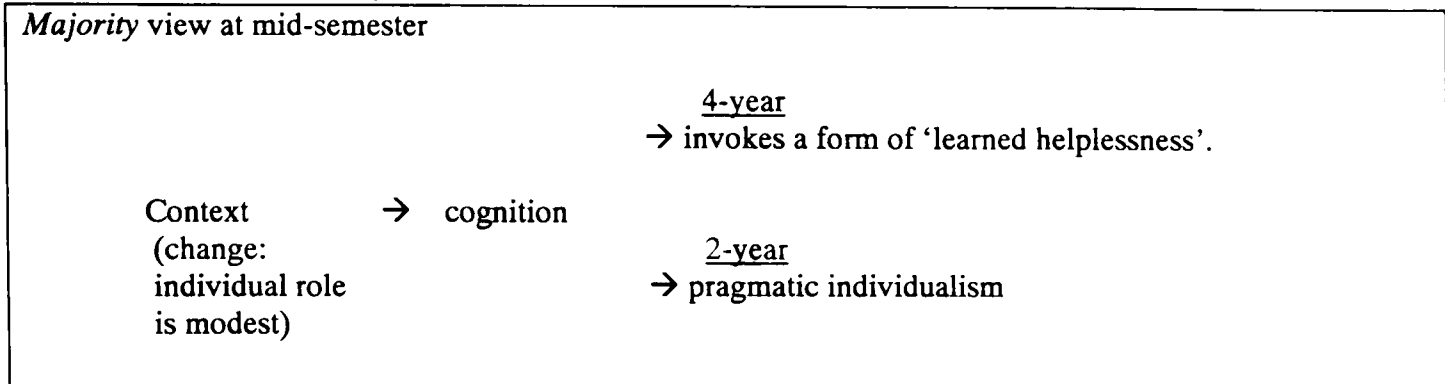 Majority view at mid-semester
4-year
→ invokes a form of ‘learned helplessness’.
Context → cognition
(change:
2-year
individual role → pragmatic individualism
is modest)